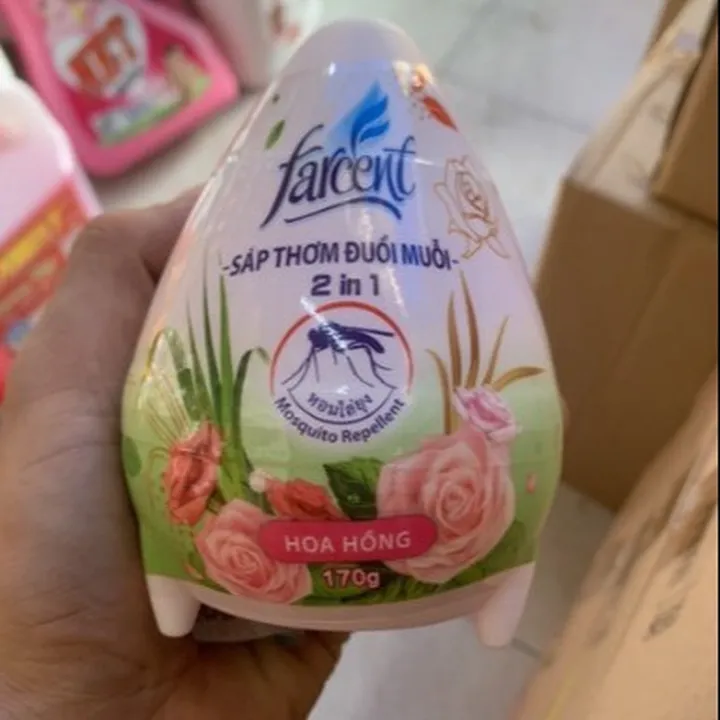 farcent
-SÁP THƠM ĐUỔI MUỖI-
2 in 1
หอมไล่ยุง
Mosquito Repellent
HOA HỒNG
170g